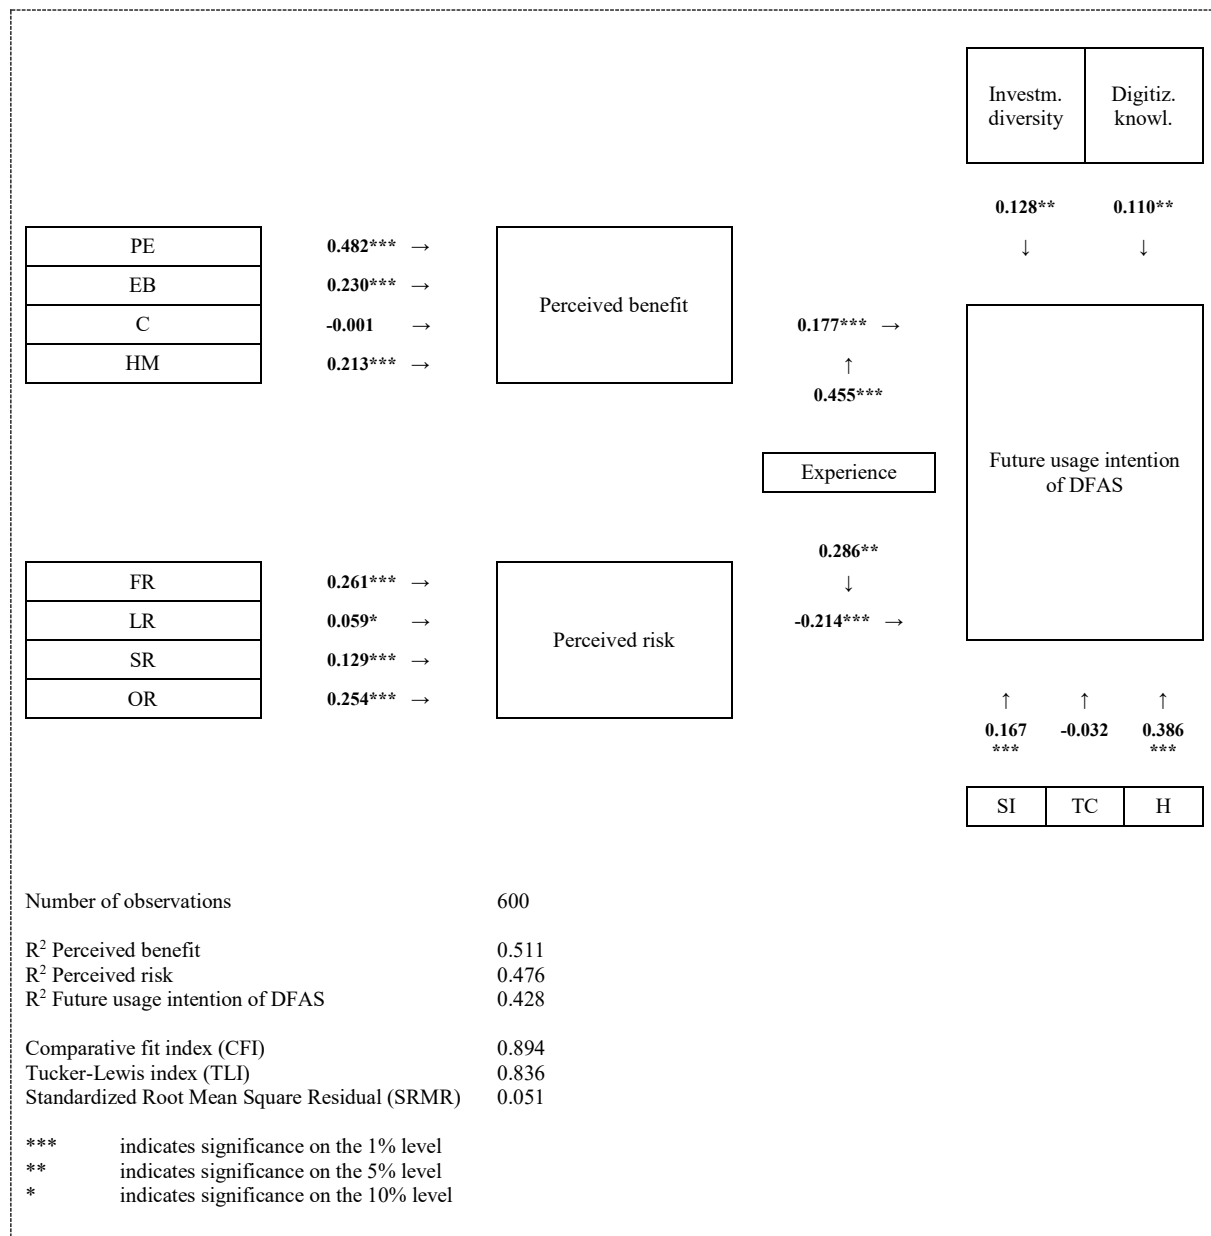 Investm.
diversity
Digitiz.
knowl.
0.128**
0.110**
↓
↓
PE
0.482*** →
EB
0.230*** →
C
-0.001 →
HM
0.213*** →
Perceived benefit
0.177*** →
↑
0.455***
Experience
0.286**
↓
-0.214*** →
Future usage intention
of DFAS
FR
0.261*** →
LR
0.059* →
SR
0.129*** →
OR
0.254*** →
Perceived risk
↑ ↑ ↑
0.167 -0.032 0.386
*** ***
SI TC H
Number of observations 600
R² Perceived benefit 0.511
R² Perceived risk 0.476
R² Future usage intention of DFAS 0.428
Comparative fit index (CFI) 0.894
Tucker-Lewis index (TLI) 0.836
Standardized Root Mean Square Residual (SRMR) 0.051
*** indicates significance on the 1% level
** indicates significance on the 5% level
* indicates significance on the 10% level